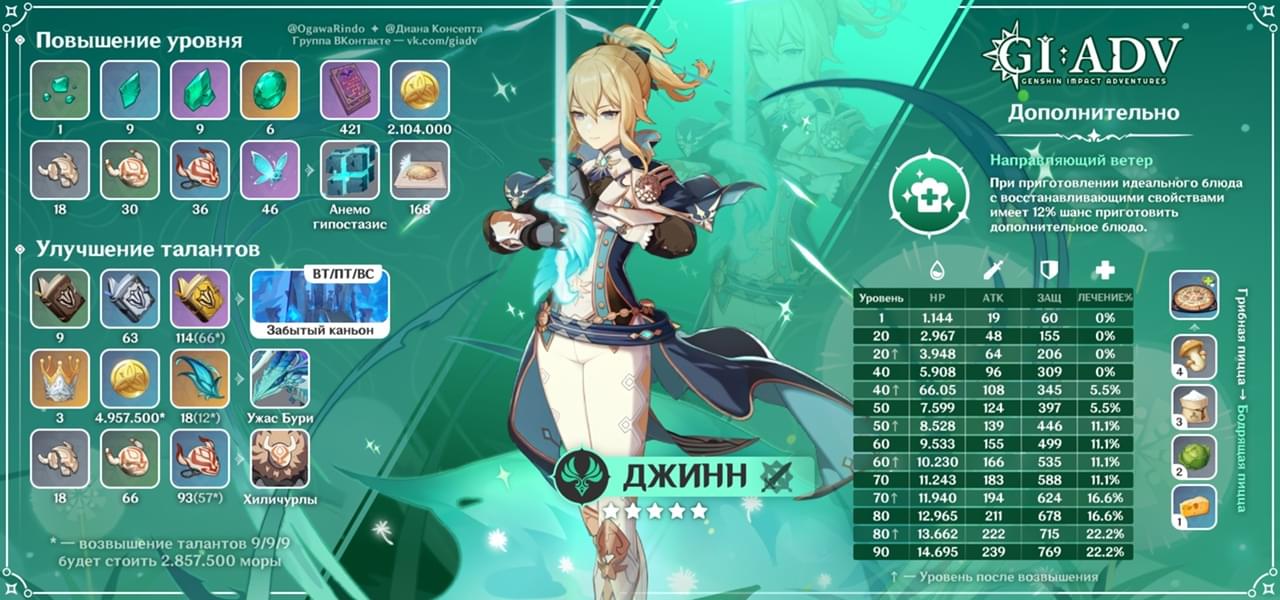 Повышение уровня
@OgawaRindo ✦ @Диана Консепта
Группа ВКонтакте — vk.com/giadv
1 9 9 6 421 2.104.000
18 30 36 46 Анемо 168
гипостазис
Улучшение талантов
ВТ/ПТ/ВС
Забытый каньон
9 63 114(66*)
3 4.957.500* 18(12*) Ужас Бури
18 66 93(57*) Хиличурлы
* — возвышение талантов 9/9/9
будет стоить 2.857.500 моры
ДЖИНН
GI·ADV
GENSHIN IMPACT ADVENTURES
Дополнительно
Направляющий ветер
При приготовлении идеального блюда
с восстанавливающими свойствами
имеет 12% шанс приготовить
дополнительное блюдо.
Уровень HP АТК ЗАЩ ЛЕЧЕНИЕ%
1 1.144 19 60 0%
20 2.967 48 155 0%
20↑ 3.948 64 206 0%
40 5.908 96 309 0%
40↑ 66.05 108 345 5.5%
50 7.599 124 397 5.5%
50↑ 8.528 139 446 11.1%
60 9.533 155 499 11.1%
60↑ 10.230 166 535 11.1%
70 11.243 183 588 11.1%
70↑ 11.940 194 624 16.6%
80 12.965 211 678 16.6%
80↑ 13.662 222 715 22.2%
90 14.695 239 769 22.2%
↑ — Уровень после возвышения
4
3
2
1
Грибная пицца → Бодрящая пицца